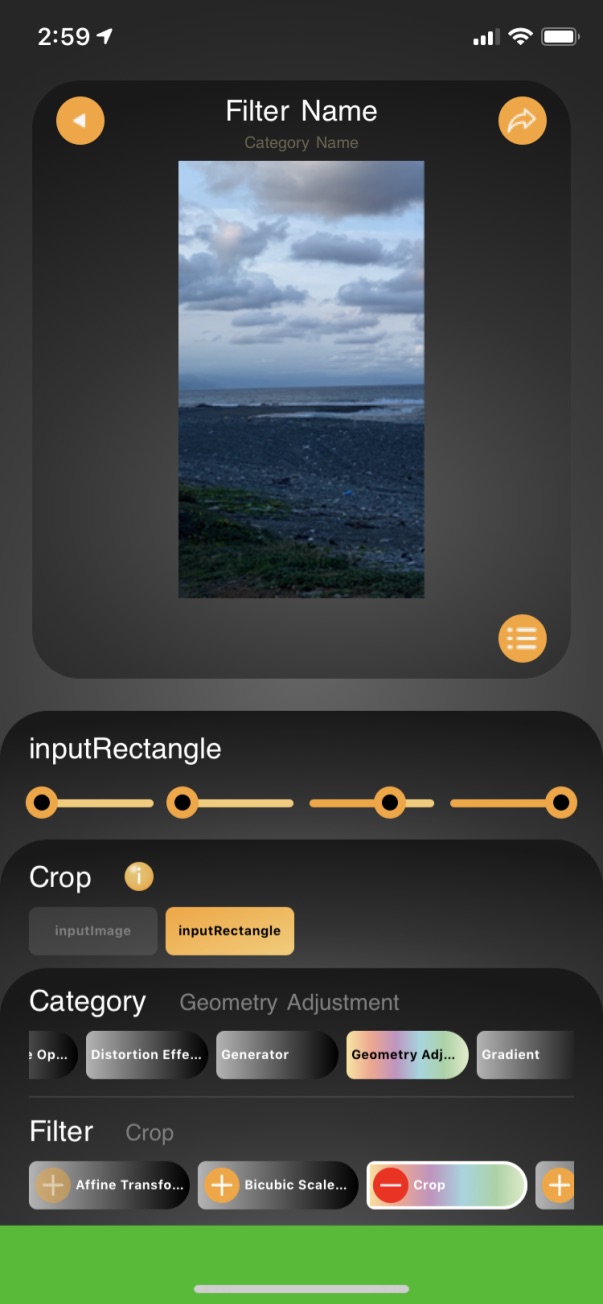 2:59
Filter Name
Category Name
inputRectangle
Crop
inputImage
inputRectangle
Category
Geometry Adjustment
e Op...
Distortion Effe...
Generator
Geometry Adj...
Gradient
Filter
Crop
Affine Transfo...
Bicubic Scale...
Crop